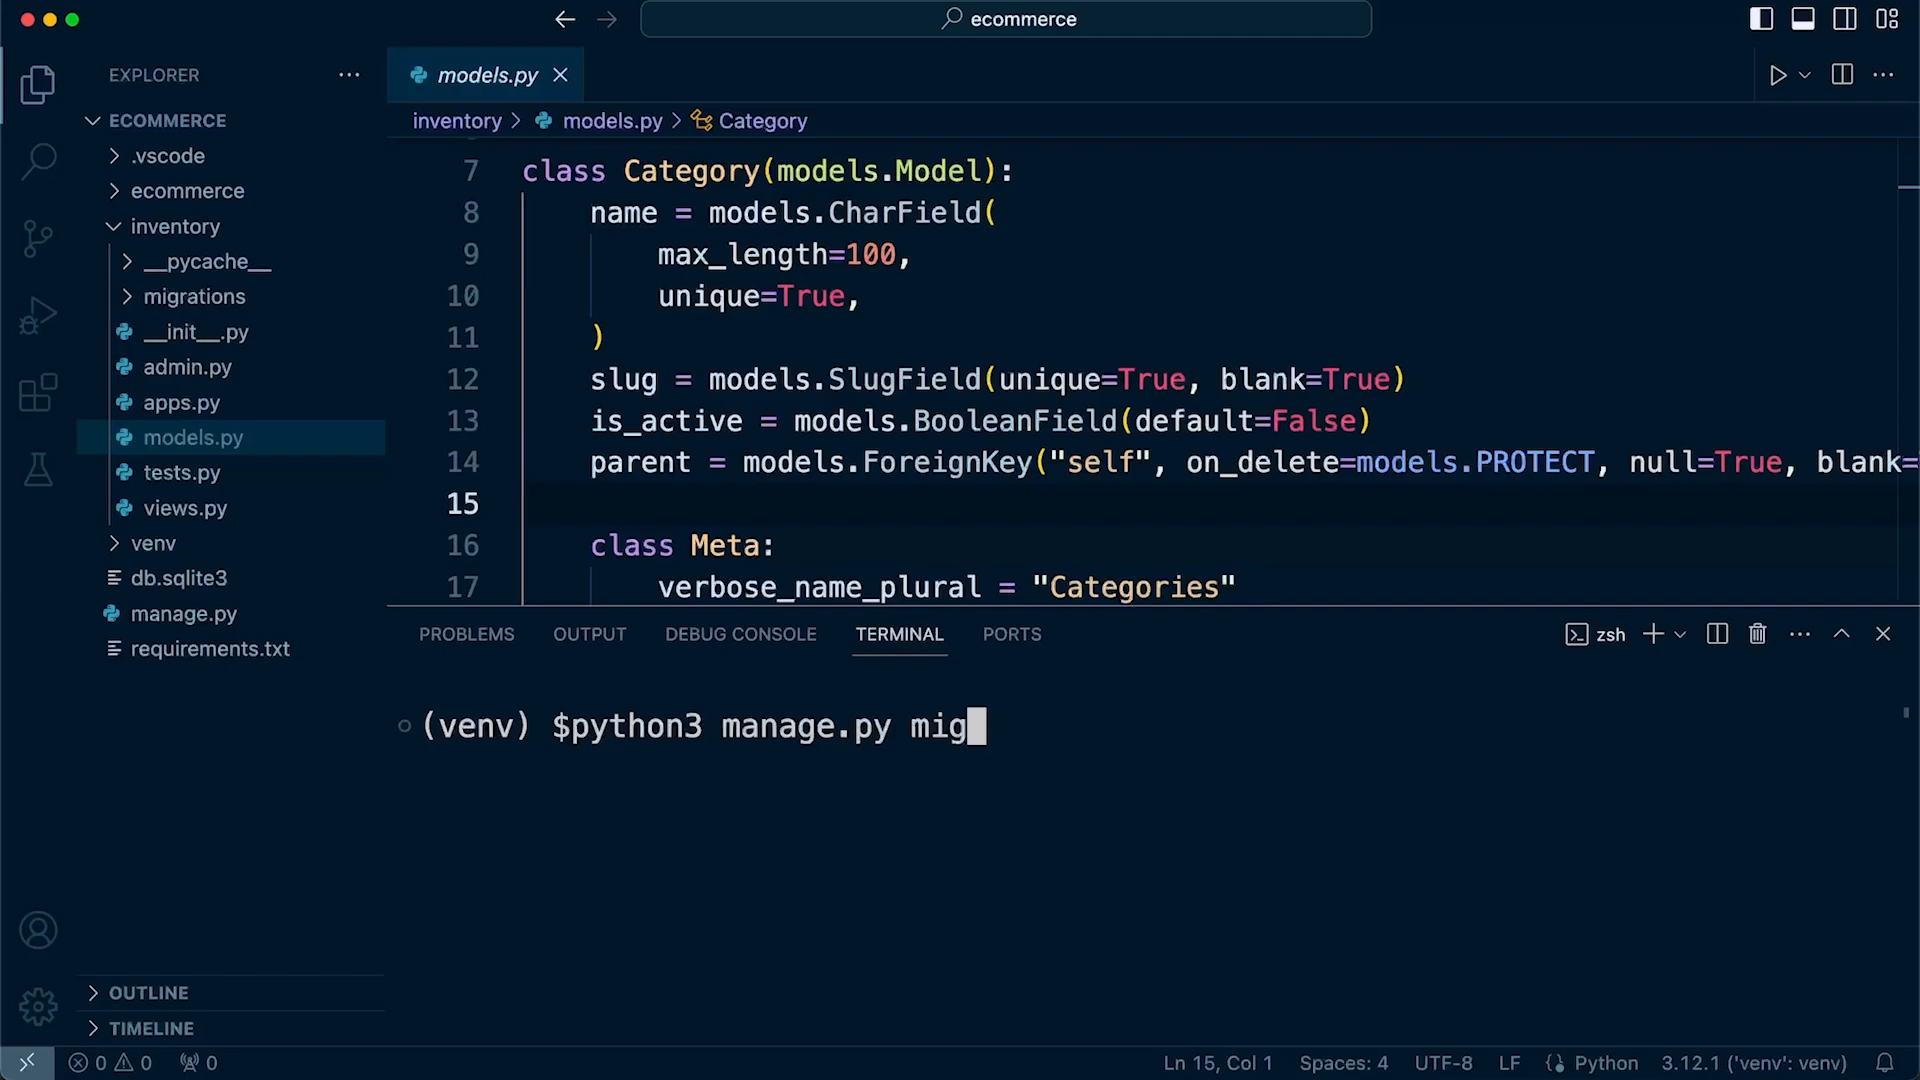 ecommerce
EXPLORER
ECOMMERCE
.vscode
ecommerce
inventory
__pycache__
migrations
__init__.py
admin.py
apps.py
models.py
tests.py
views.py
venv
db.sqlite3
manage.py
requirements.txt
OUTLINE
TIMELINE
models.py
inventory > models.py > Category
7 class Category(models.Model):
8 name = models.CharField(
9 max_length=100,
10 unique=True,
11 )
12 slug = models.SlugField(unique=True, blank=True)
13 is_active = models.BooleanField(default=False)
14 parent = models.ForeignKey("self", on_delete=models.PROTECT, null=True, blank=
15
16 class Meta:
17 verbose_name_plural = "Categories"
PROBLEMS OUTPUT DEBUG CONSOLE TERMINAL PORTS
zsh
(venv) $python3 manage.py mig
0 0 0
Ln 15, Col 1 Spaces: 4 UTF-8 LF Python 3.12.1 ('venv': venv)